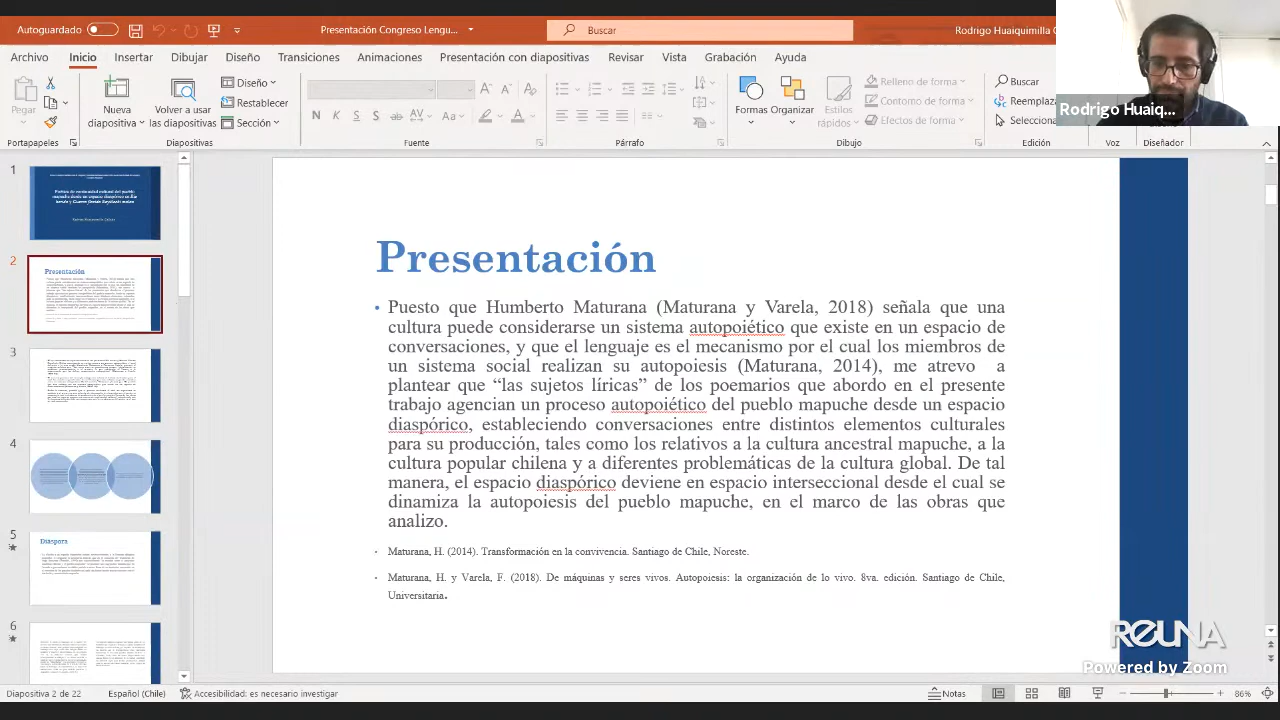 Autoguardado
Presentación Congreso Lengu...
Buscar
Rodrigo Huaiquimilla
Archivo Inicio Insertar Dibujar Diseño Transiciones Animaciones Presentación con diapositivas Revisar Vista Grabación Ayuda
Pegar
Nueva diapositiva
Volver a usar las diapositivas
Diseño
Restablecer
Sección
Formas Organizar Estilos rápidos
Relleno de forma
Contorno de forma
Efectos de forma
Buscar
Reemplaza
Selecciona
Rodrigo Huaiq...
Portapapeles Diapositivas Fuente Párrafo Dibujo Edición Voz Diseñador
1
2
Presentación
3
4
5
Diáspora
6
Presentación
• Puesto que Humberto Maturana (Maturana y Varela, 2018) señala que una
cultura puede considerarse un sistema autopoiético que existe en un espacio de
conversaciones, y que el lenguaje es el mecanismo por el cual los miembros de
un sistema social realizan su autopoiesis (Maturana, 2014), me atrevo a
plantear que “las sujetos líricas” de los poemarios que abordo en el presente
trabajo agencian un proceso autopoiético del pueblo mapuche desde un espacio
diaspórico, estableciendo conversaciones entre distintos elementos culturales
para su producción, tales como los relativos a la cultura ancestral mapuche, a la
cultura popular chilena y a diferentes problemáticas de la cultura global. De tal
manera, el espacio diaspórico deviene en espacio interseccional desde el cual se
dinamiza la autopoiesis del pueblo mapuche, en el marco de las obras que
analizo.
• Maturana, H. (2014). Transformación en la convivencia. Santiago de Chile, Noreste.
• Maturana, H. y Varela, F. (2018). De máquinas y seres vivos. Autopoiesis: la organización de lo vivo. 8va. edición. Santiago de Chile,
Universitaria.
REUNA
Powered by Zoom
Diapositiva 2 de 22 Español (Chile) Accesibilidad: es necesario investigar Notas 86%